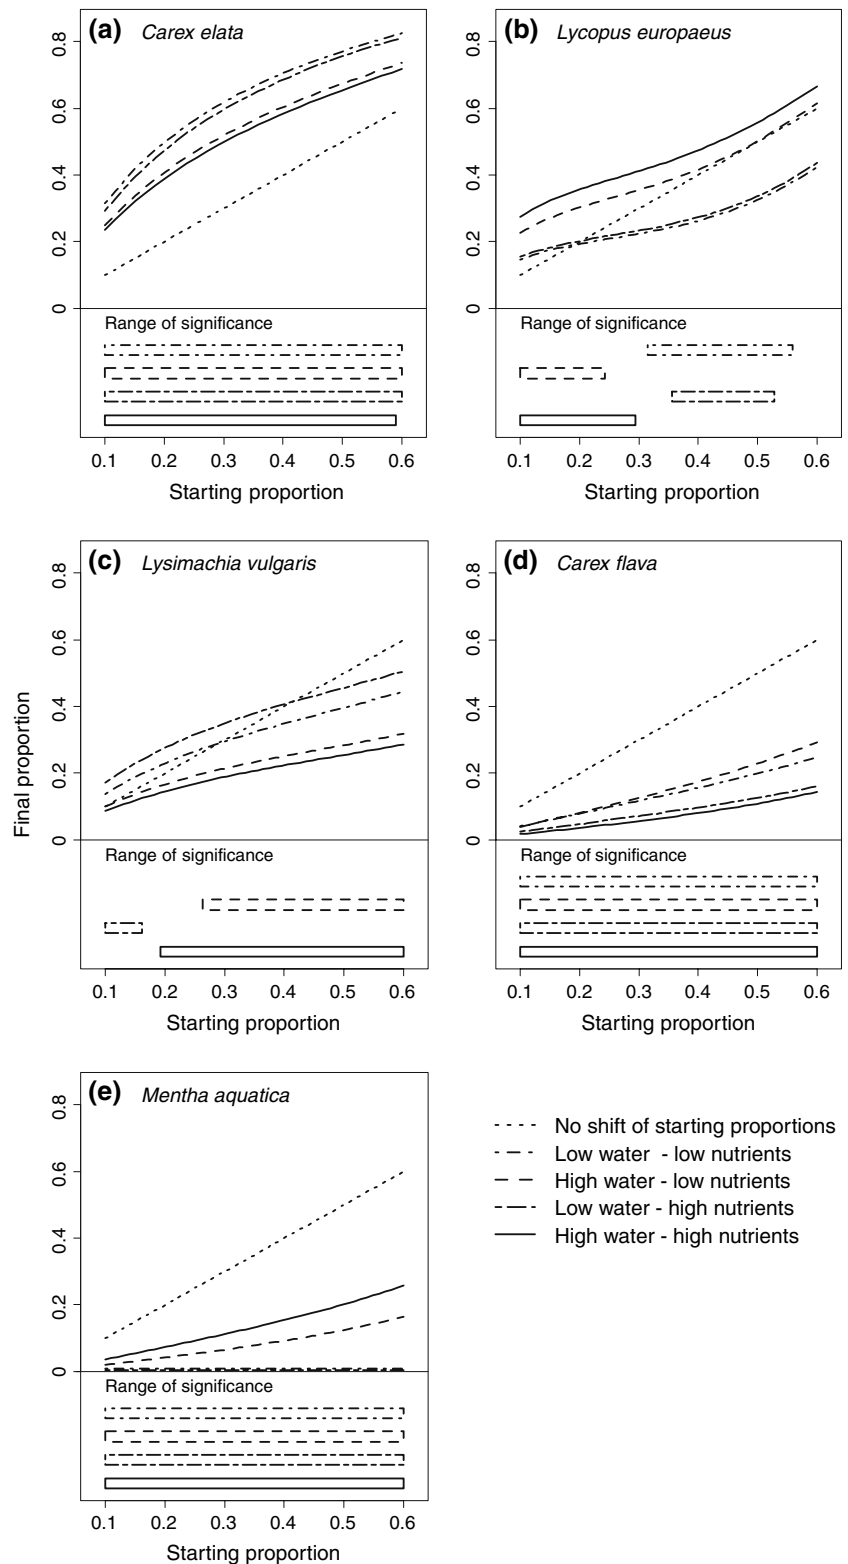 (a) Carex elata
0.8
0.6
0.4
0.2
0
Range of significance
0.1 0.2 0.3 0.4 0.5 0.6
Starting proportion
(b) Lycopus europaeus
0.8
0.6
0.4
0.2
0
Range of significance
0.1 0.2 0.3 0.4 0.5 0.6
Starting proportion
Final proportion
(c) Lysimachia vulgaris
0.8
0.6
0.4
0.2
0
Range of significance
0.1 0.2 0.3 0.4 0.5 0.6
Starting proportion
(d) Carex flava
0.8
0.6
0.4
0.2
0
Range of significance
0.1 0.2 0.3 0.4 0.5 0.6
Starting proportion
(e) Mentha aquatica
0.8
0.6
0.4
0.2
0
Range of significance
0.1 0.2 0.3 0.4 0.5 0.6
Starting proportion
No shift of starting proportions
Low water - low nutrients
High water - low nutrients
Low water - high nutrients
High water - high nutrients